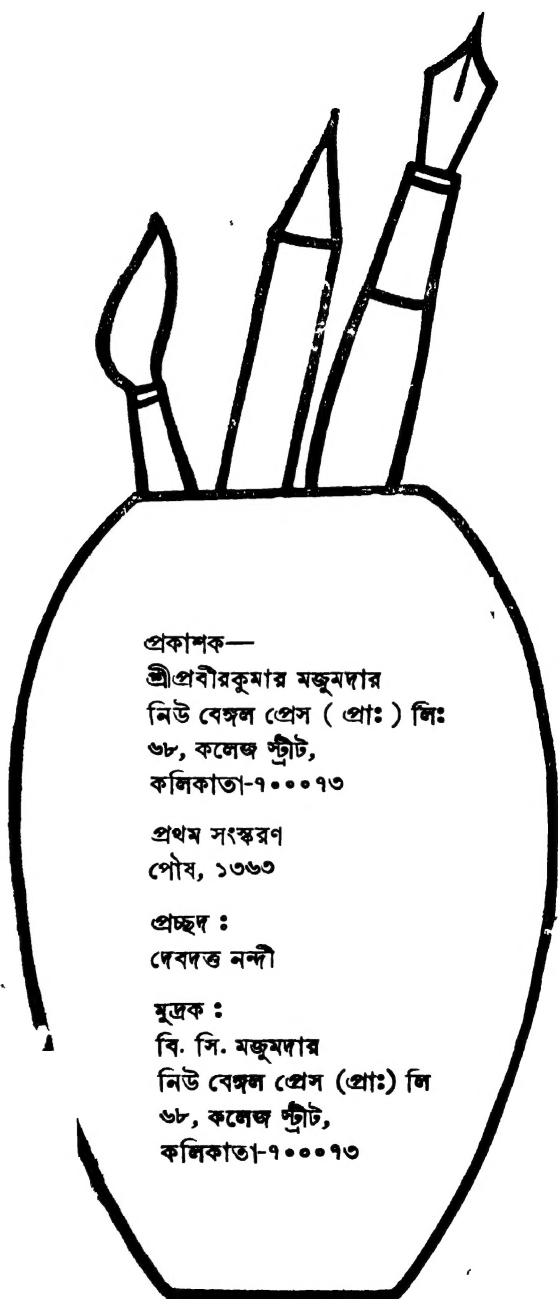 প্রকাশক—
শ্রীপ্রবীরকুমার মজুমদার
নিউ বেঙ্গল প্রেস ( প্রাঃ ) লিঃ
৬৮, কলেজ স্ট্রীট,
কলিকাতা-৭০০০৭৩
প্রথম সংস্করণ
পৌষ, ১৩৬৩
প্রচ্ছদ :
দেবদত্ত নন্দী
মুদ্রক :
বি. সি. মজুমদার
নিউ বেঙ্গল প্রেস (প্রাঃ) লি
৬৮, কলেজ স্ট্রীট,
কলিকাতা-৭০০০৭৩